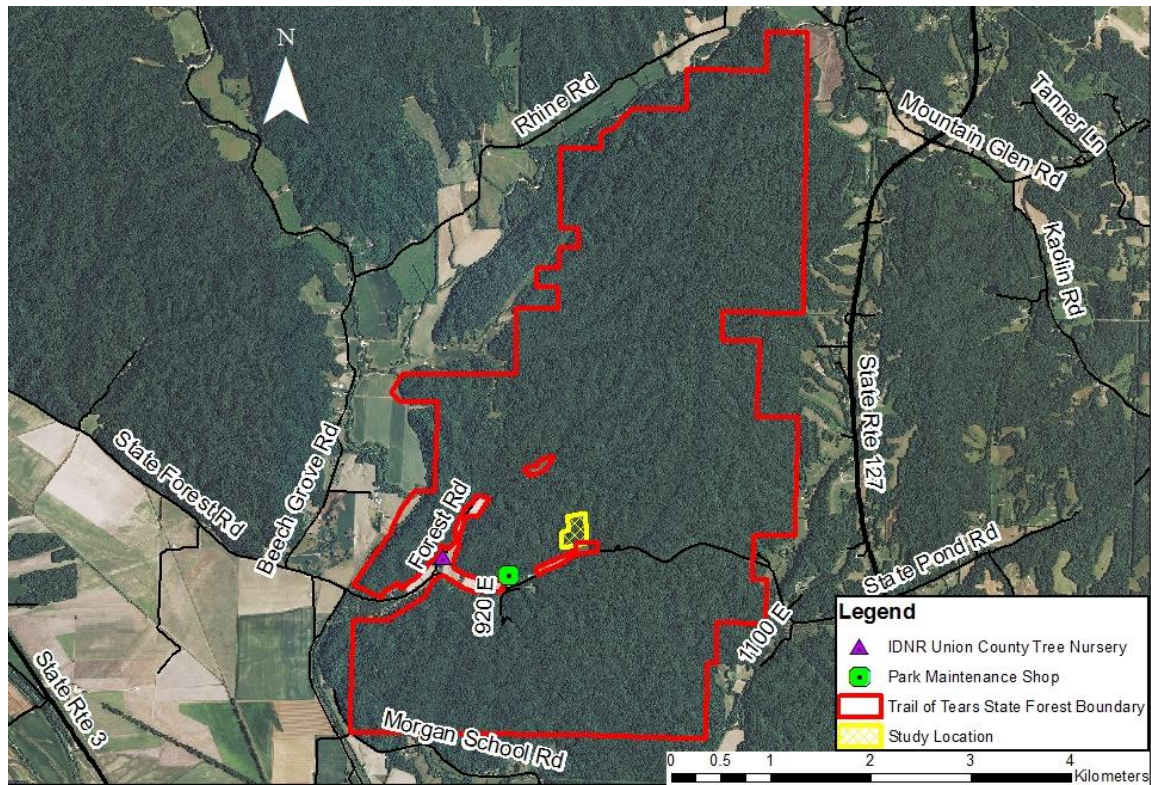 N
Rhine Rd
Mountain Glen Rd
Tanner Ln
Kaolin Rd
State Rte 127
State Forest Rd
Beech Grove Rd
Forest Rd
920 E
State Pond Rd
1100 E
State Rte 3
Morgan School Rd
Legend
IDNR Union County Tree Nursery
Park Maintenance Shop
Trail of Tears State Forest Boundary
Study Location
0 0.5 1 2 3 4
Kilometers